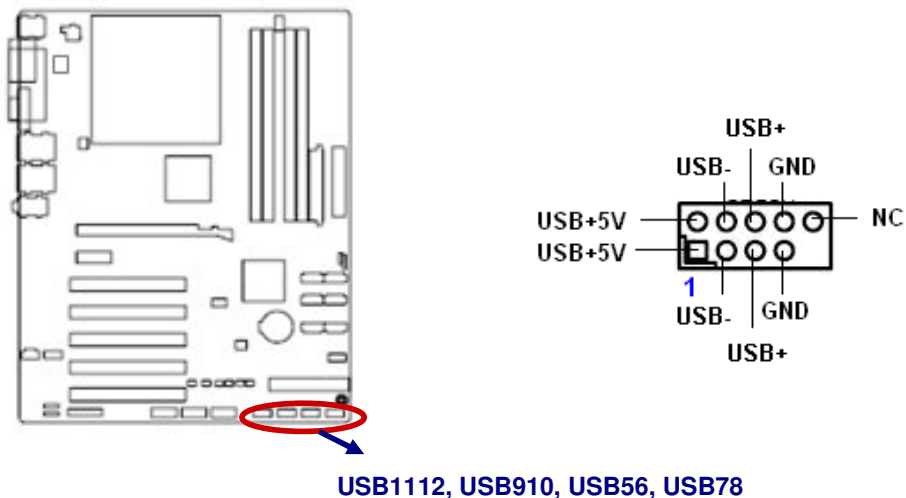 USB+
USB- GND
USB+5V NC
USB+5V
1
USB- GND
USB+
USB1112, USB910, USB56, USB78